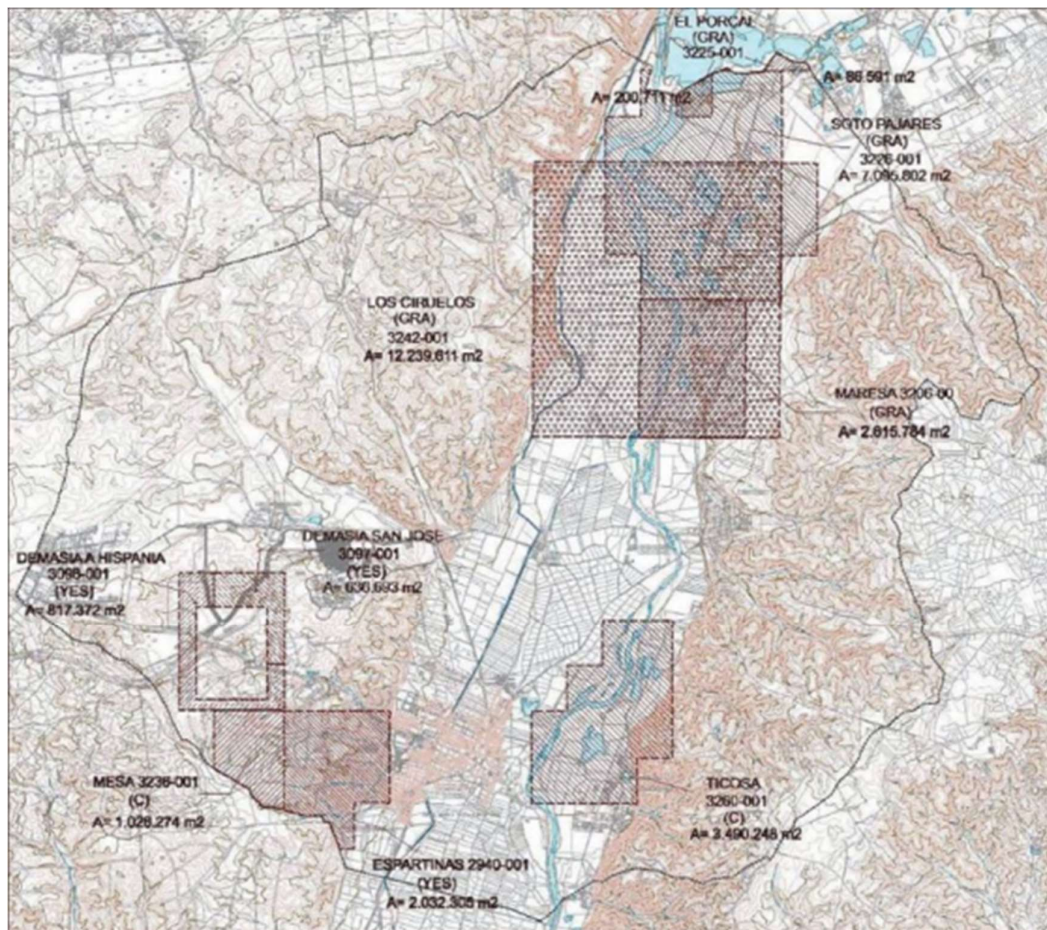 EL PORCAL
(GRA)
3225-001
A= 86.591 m2
A= 200.711 m2
SOTO PAJARES
(GRA)
3226-001
A= 7.095.802 m2
LOS CIRUELOS
(GRA)
3242-001
A= 12.239.611 m2
MARESA 3206-00
(GRA)
A= 2.615.784 m2
DEMASIA SAN JOSE
3097-001
(YES)
A= 636.693 m2
DEMASIA A HISPANIA
3098-001
(YES)
A= 817.372 m2
MESA 3236-001
(C)
A= 1.028.274 m2
TICOSA
3260-001
(C)
A= 3.490.248 m2
ESPARTINAS 2940-001
(YES)
A= 2.032.305 m2